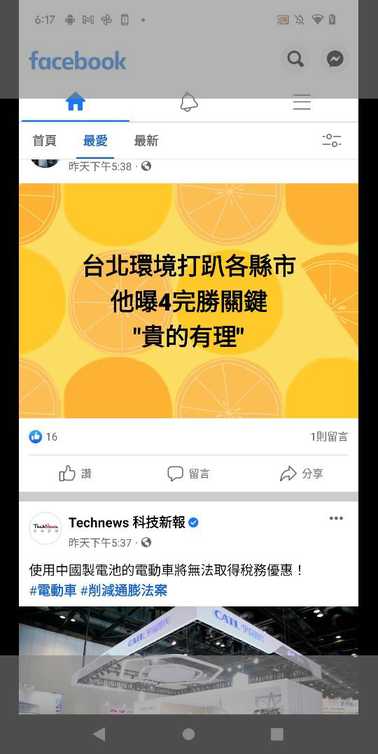 6:17
facebook
首頁 最愛 最新
昨天下午5:38 ·
台北環境打趴各縣市
他曝4完勝關鍵
"貴的有理"
16 1則留言
讚 留言 分享
TechNews
Technews 科技新報
昨天下午5:37 ·
使用中國製電池的電動車將無法取得稅務優惠！
#電動車 #削減通膨法案
CATL
CATL